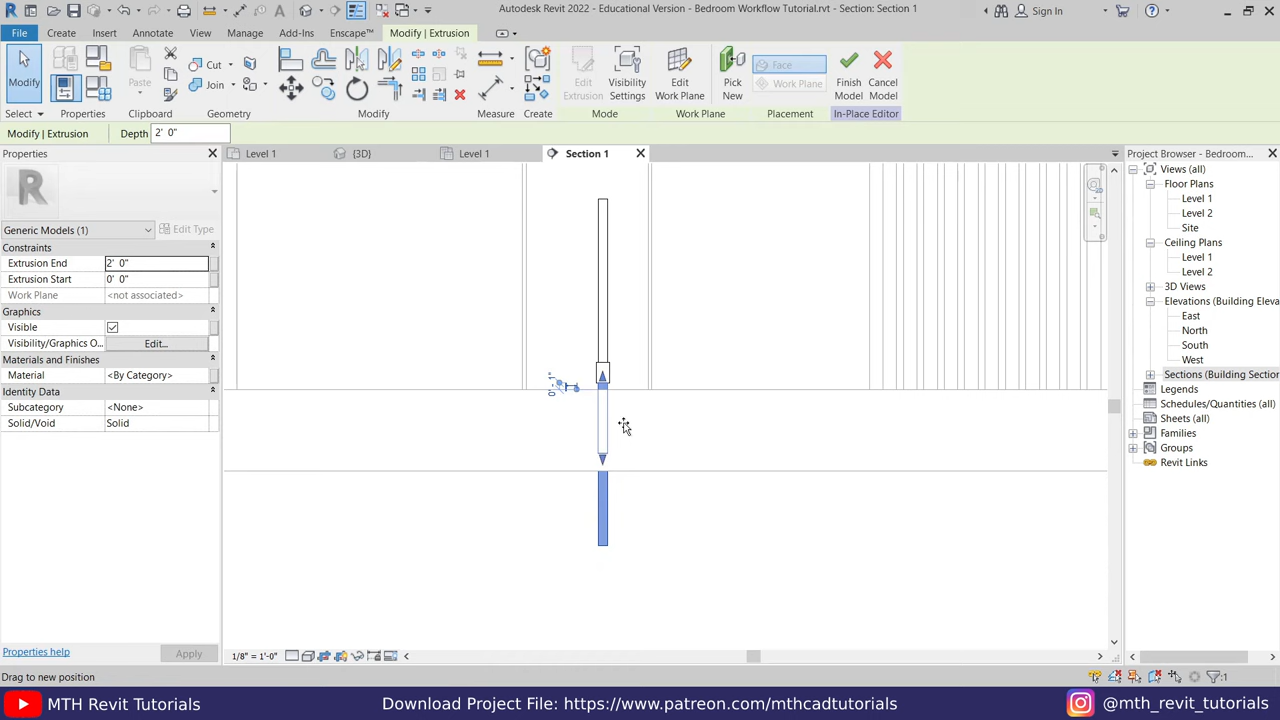 Autodesk Revit 2022 - Educational Version - Bedroom Workflow Tutorial.rvt - Section: Section 1
Sign In
File Create Insert Annotate View Manage Add-Ins Enscape™ Modify | Extrusion
Modify Paste Cut Join Edit Extrusion Visibility Settings Edit Work Plane Pick New Face Work Plane Finish Model Cancel Model
Select Properties Clipboard Geometry Modify Measure Create Mode Work Plane Placement In-Place Editor
Modify | Extrusion Depth 2' 0"
Properties
Level 1 {3D} Level 1 Section 1
Project Browser - Bedroom...
Generic Models (1) Edit Type
Constraints
Extrusion End 2' 0"
Extrusion Start 0' 0"
Work Plane <not associated>
Graphics
Visible
Visibility/Graphics O... Edit...
Materials and Finishes
Material <By Category>
Identity Data
Subcategory <None>
Solid/Void Solid
Properties help Apply
0' - 1"
Views (all)
Floor Plans
Level 1
Level 2
Site
Ceiling Plans
Level 1
Level 2
3D Views
Elevations (Building Eleva
East
North
South
West
Sections (Building Section
Legends
Schedules/Quantities (all)
Sheets (all)
Families
Groups
Revit Links
1/8" = 1'-0"
Drag to new position
:1
MTH Revit Tutorials
Download Project File: https://www.patreon.com/mthcadtutorials
@mth_revit_tutorials